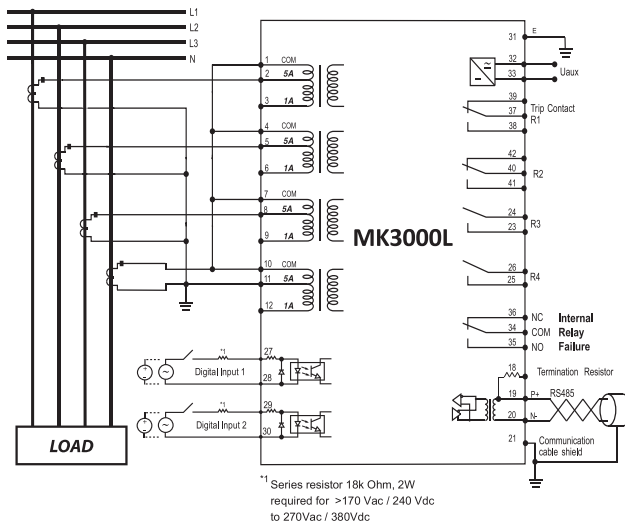 L1
L2
L3
N
1 COM
2 5A
3 1A
4 COM
5 5A
6 1A
7 COM
8 5A
9 1A
10 COM
11 5A
12 1A
MK3000L
31 E
32
33
Uaux
39
37
38
Trip Contact
R1
42
40
41
R2
24
23
R3
26
25
R4
36 NC Internal
34 COM Relay
35 NO Failure
18 Termination Resistor
19 P+ RS485
20 N-
21 Communication
cable shield
*1 27
Digital Input 1
28
*1 29
Digital Input 2
30
LOAD
*1 Series resistor 18k Ohm, 2W
required for >170 Vac / 240 Vdc
to 270Vac / 380Vdc